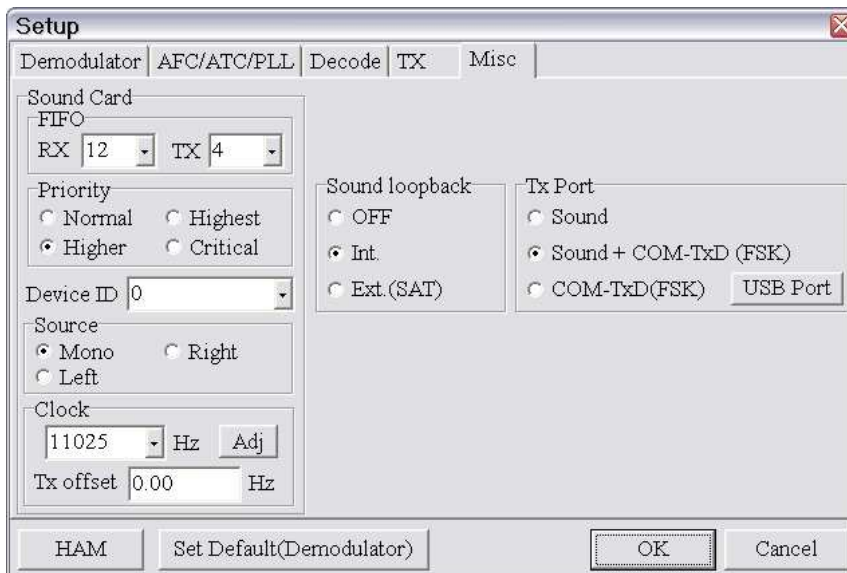 Setup
Demodulator AFC/ATC/PLL Decode TX Misc
Sound Card
FIFO
RX 12 TX 4
Priority
Normal Highest
Higher Critical
Device ID 0
Source
Mono Right
Left
Clock
11025 Hz Adj
Tx offset 0.00 Hz
Sound loopback
OFF
Int.
Ext.(SAT)
Tx Port
Sound
Sound + COM-TxD (FSK)
COM-TxD(FSK) USB Port
HAM Set Default(Demodulator) OK Cancel